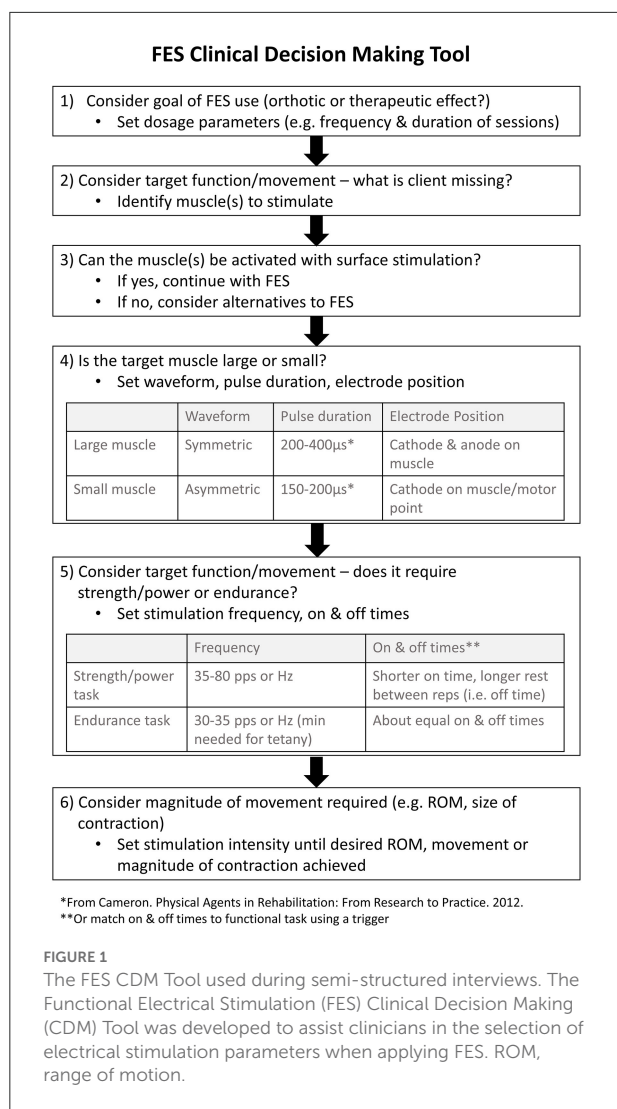 FES Clinical Decision Making Tool
1) Consider goal of FES use (orthotic or therapeutic effect?)
• Set dosage parameters (e.g. frequency & duration of sessions)
2) Consider target function/movement – what is client missing?
• Identify muscle(s) to stimulate
3) Can the muscle(s) be activated with surface stimulation?
• If yes, continue with FES
• If no, consider alternatives to FES
4) Is the target muscle large or small?
• Set waveform, pulse duration, electrode position
Waveform Pulse duration Electrode Position
Large muscle Symmetric 200-400µs* Cathode & anode on
muscle
Small muscle Asymmetric 150-200µs* Cathode on muscle/motor
point
5) Consider target function/movement – does it require
strength/power or endurance?
• Set stimulation frequency, on & off times
Frequency On & off times**
Strength/power 35-80 pps or Hz Shorter on time, longer rest
task between reps (i.e. off time)
Endurance task 30-35 pps or Hz (min About equal on & off times
needed for tetany)
6) Consider magnitude of movement required (e.g. ROM, size of
contraction)
• Set stimulation intensity until desired ROM, movement or
magnitude of contraction achieved
*From Cameron. Physical Agents in Rehabilitation: From Research to Practice. 2012.
**Or match on & off times to functional task using a trigger
FIGURE 1
The FES CDM Tool used during semi-structured interviews. The
Functional Electrical Stimulation (FES) Clinical Decision Making
(CDM) Tool was developed to assist clinicians in the selection of
electrical stimulation parameters when applying FES. ROM,
range of motion.